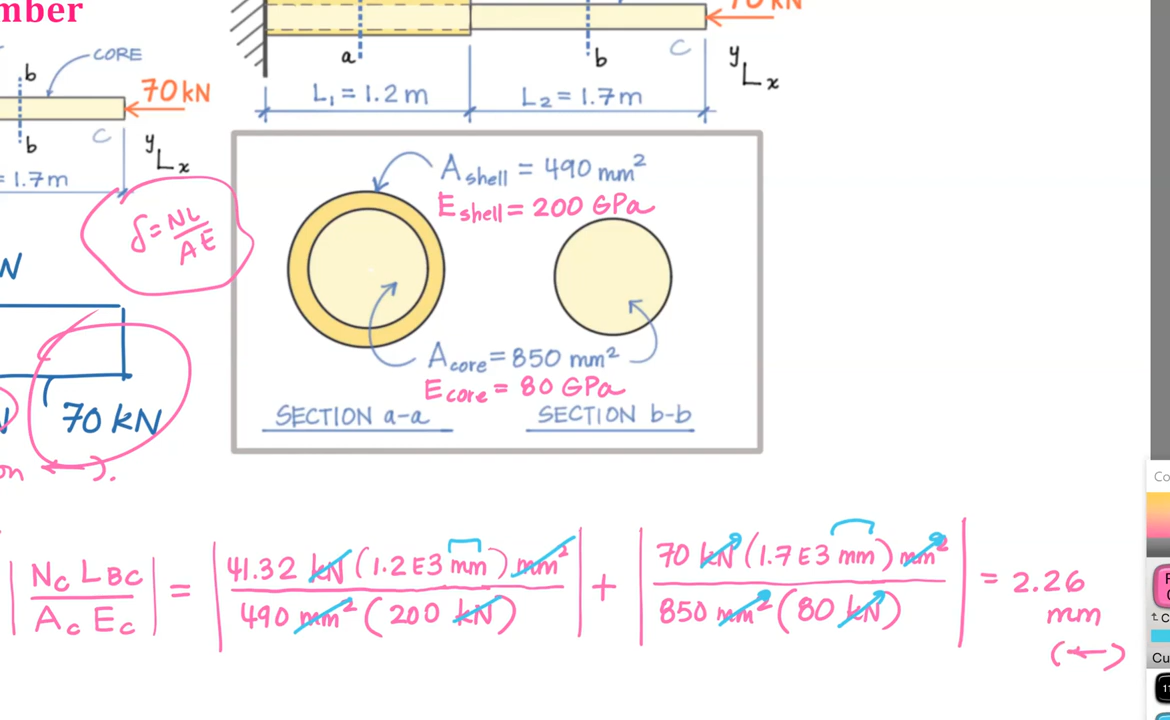 mber
CORE
b
70 kN
b
C
y
x
= 1.7 m
70 kN
a
b
C
L₁ = 1.2 m
L₂ = 1.7 m
y
x
δ = NL / AE
A shell = 490 mm²
E shell = 200 GPa
A core = 850 mm²
E core = 80 GPa
SECTION a-a
SECTION b-b
N
70 kN
on ↔).
| Nc LBC / Ac Ec | = | 41.32 kN (1.2 E3 mm) mm² / 490 mm² (200 kN) | + | 70 kN (1.7 E3 mm) mm² / 850 mm² (80 kN) | = 2.26
mm
(←)
Co
Cu